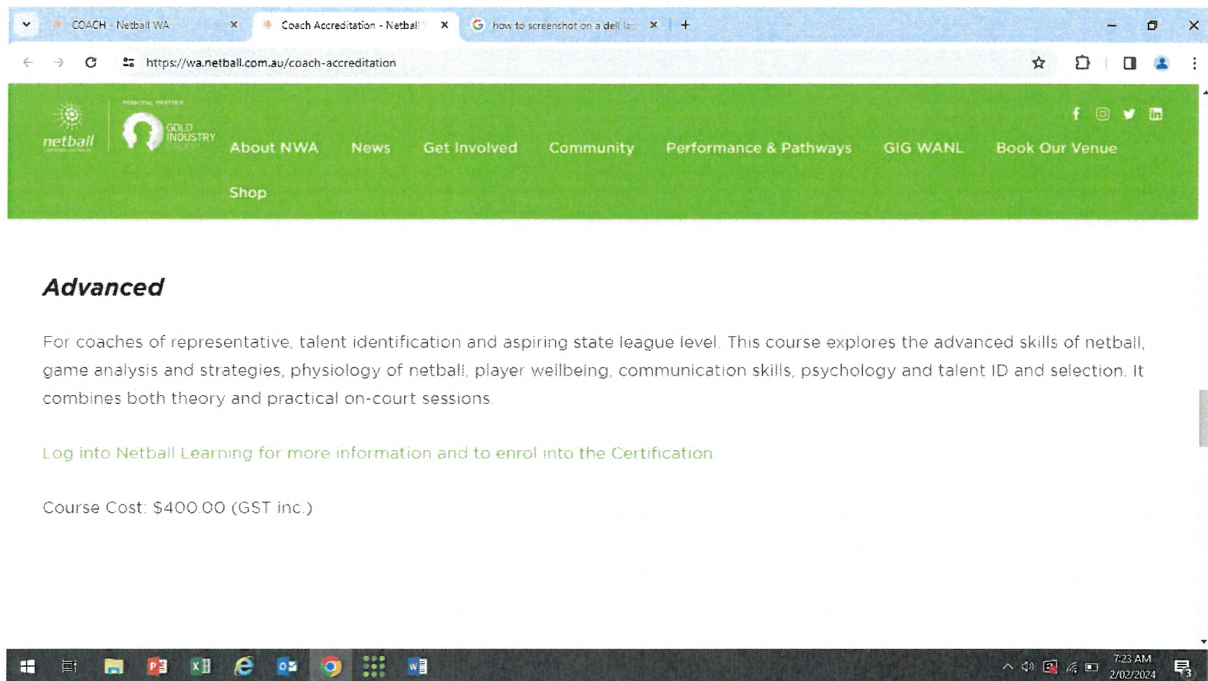 COACH - Netball WA
Coach Accreditation - Netball
how to screenshot on a dell la
https://wa.netball.com.au/coach-accreditation
netball
PRINCIPAL PARTNER
GOLD
INDUSTRY
GROUP
About NWA News Get Involved Community Performance & Pathways GIG WANL Book Our Venue
Shop
Advanced
For coaches of representative, talent identification and aspiring state league level. This course explores the advanced skills of netball,
game analysis and strategies, physiology of netball, player wellbeing, communication skills, psychology and talent ID and selection. It
combines both theory and practical on-court sessions.
Log into Netball Learning for more information and to enrol into the Certification
Course Cost: $400.00 (GST inc.)
7:23 AM
2/02/2024
3